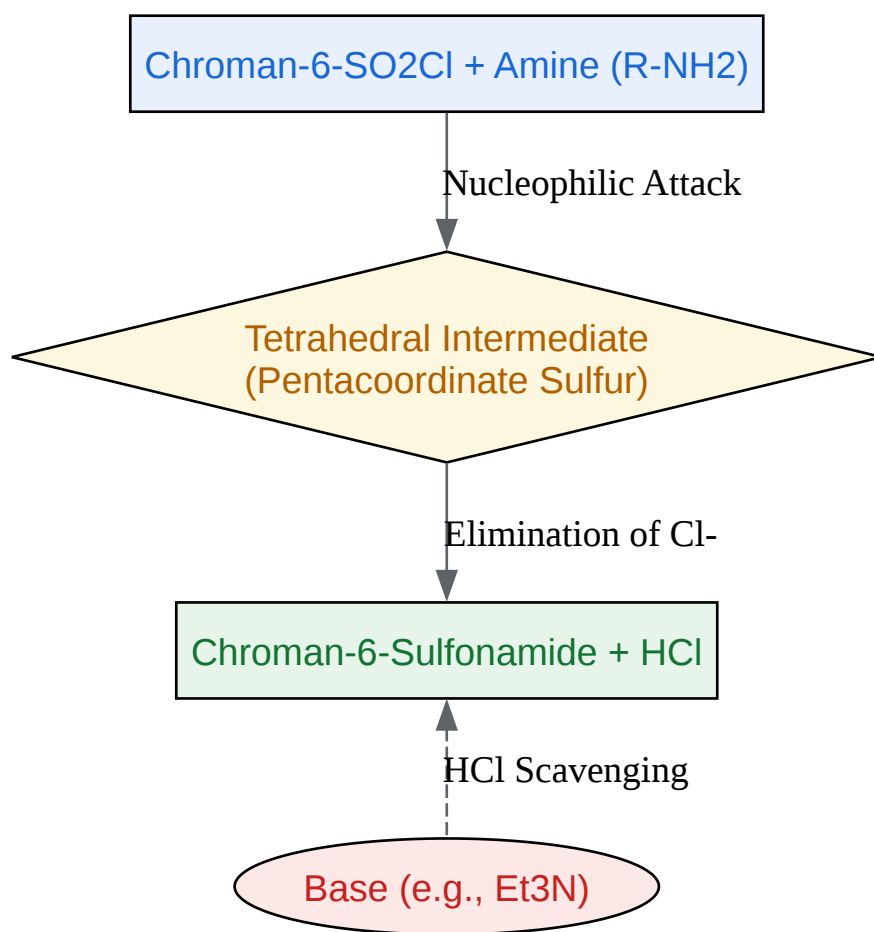 Chroman-6-SO2Cl + Amine (R-NH2)
Nucleophilic Attack
Tetrahedral Intermediate
(Pentacoordinate Sulfur)
Elimination of Cl-
Chroman-6-Sulfonamide + HCl
HCl Scavenging
Base (e.g., Et3N)